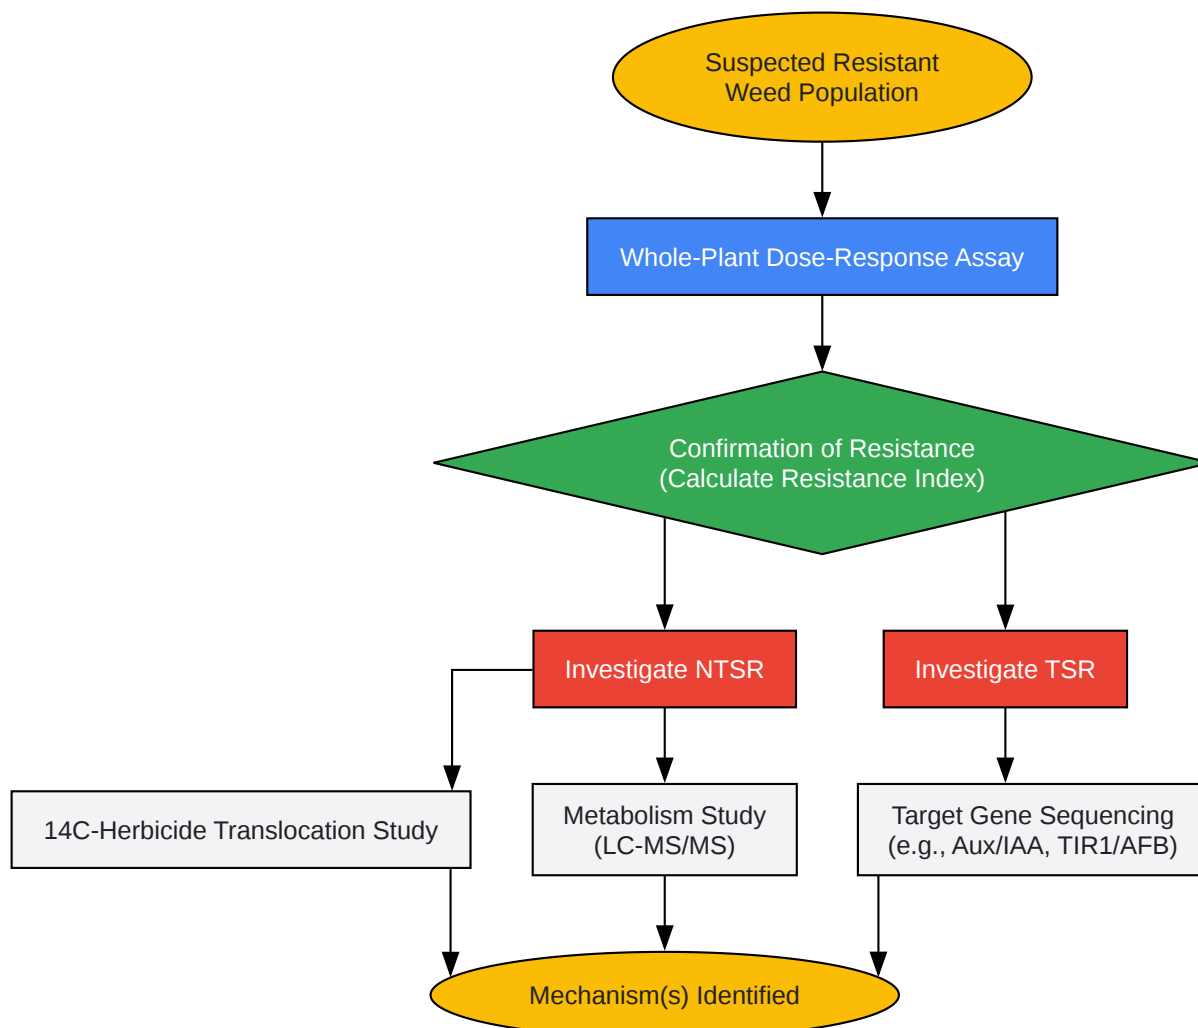 Suspected Resistant
Weed Population
Whole-Plant Dose-Response Assay
Confirmation of Resistance
(Calculate Resistance Index)
Investigate NTSR
Investigate TSR
14C-Herbicide Translocation Study
Metabolism Study
(LC-MS/MS)
Target Gene Sequencing
(e.g., Aux/IAA, TIR1/AFB)
Mechanism(s) Identified